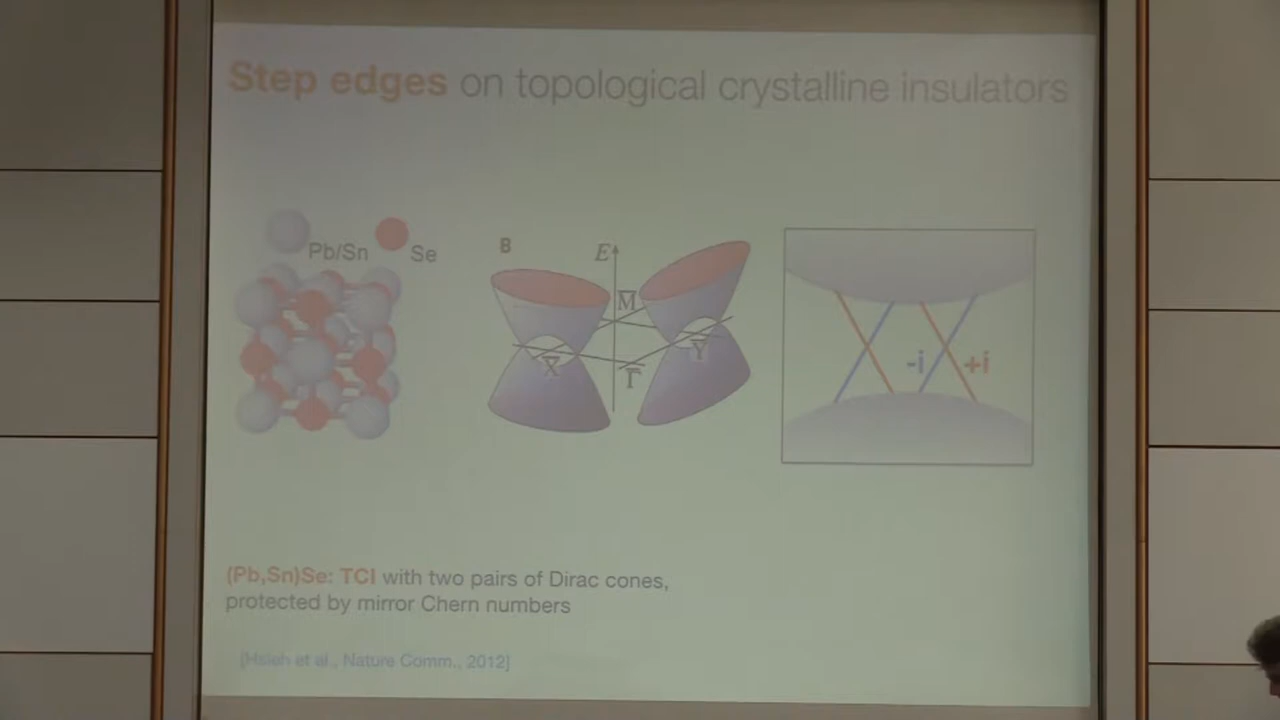 Step edges on topological crystalline insulators
Pb/Sn
Se
B
E
M̅
X̅
Y̅
Γ̅
-i
+i
(Pb,Sn)Se: TCI with two pairs of Dirac cones,
protected by mirror Chern numbers
[Hsieh et al., Nature Comm., 2012]